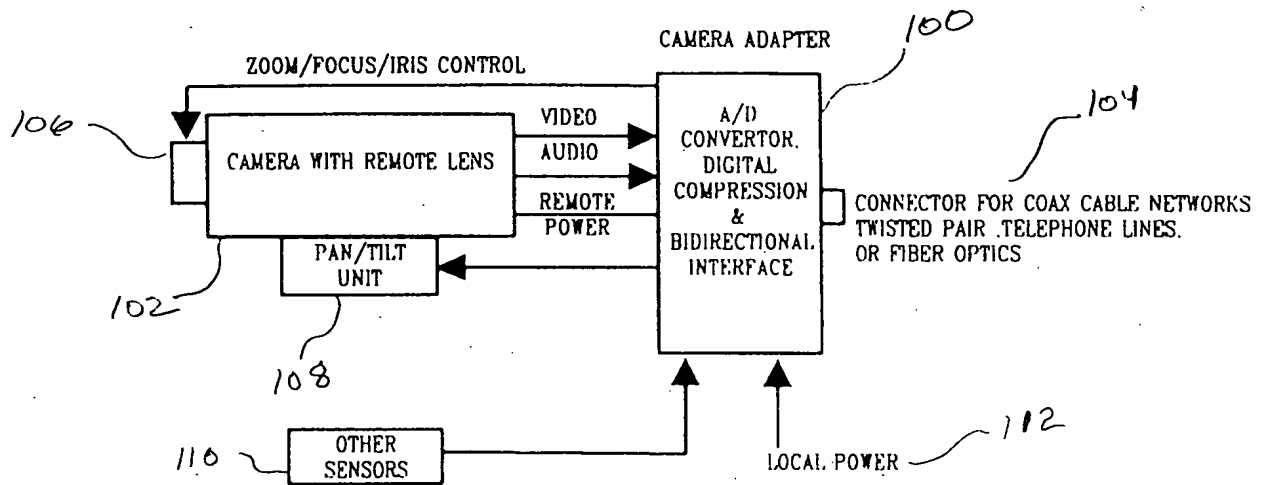 CAMERA ADAPTER
100
ZOOM/FOCUS/IRIS CONTROL
104
106
VIDEO
A/D
CONVERTOR,
DIGITAL
COMPRESSION
&
BIDIRECTIONAL
INTERFACE
CAMERA WITH REMOTE LENS
AUDIO
REMOTE
POWER
CONNECTOR FOR COAX CABLE NETWORKS
TWISTED PAIR ,TELEPHONE LINES,
OR FIBER OPTICS
PAN/TILT
UNIT
102
108
112
110
OTHER
SENSORS
LOCAL POWER